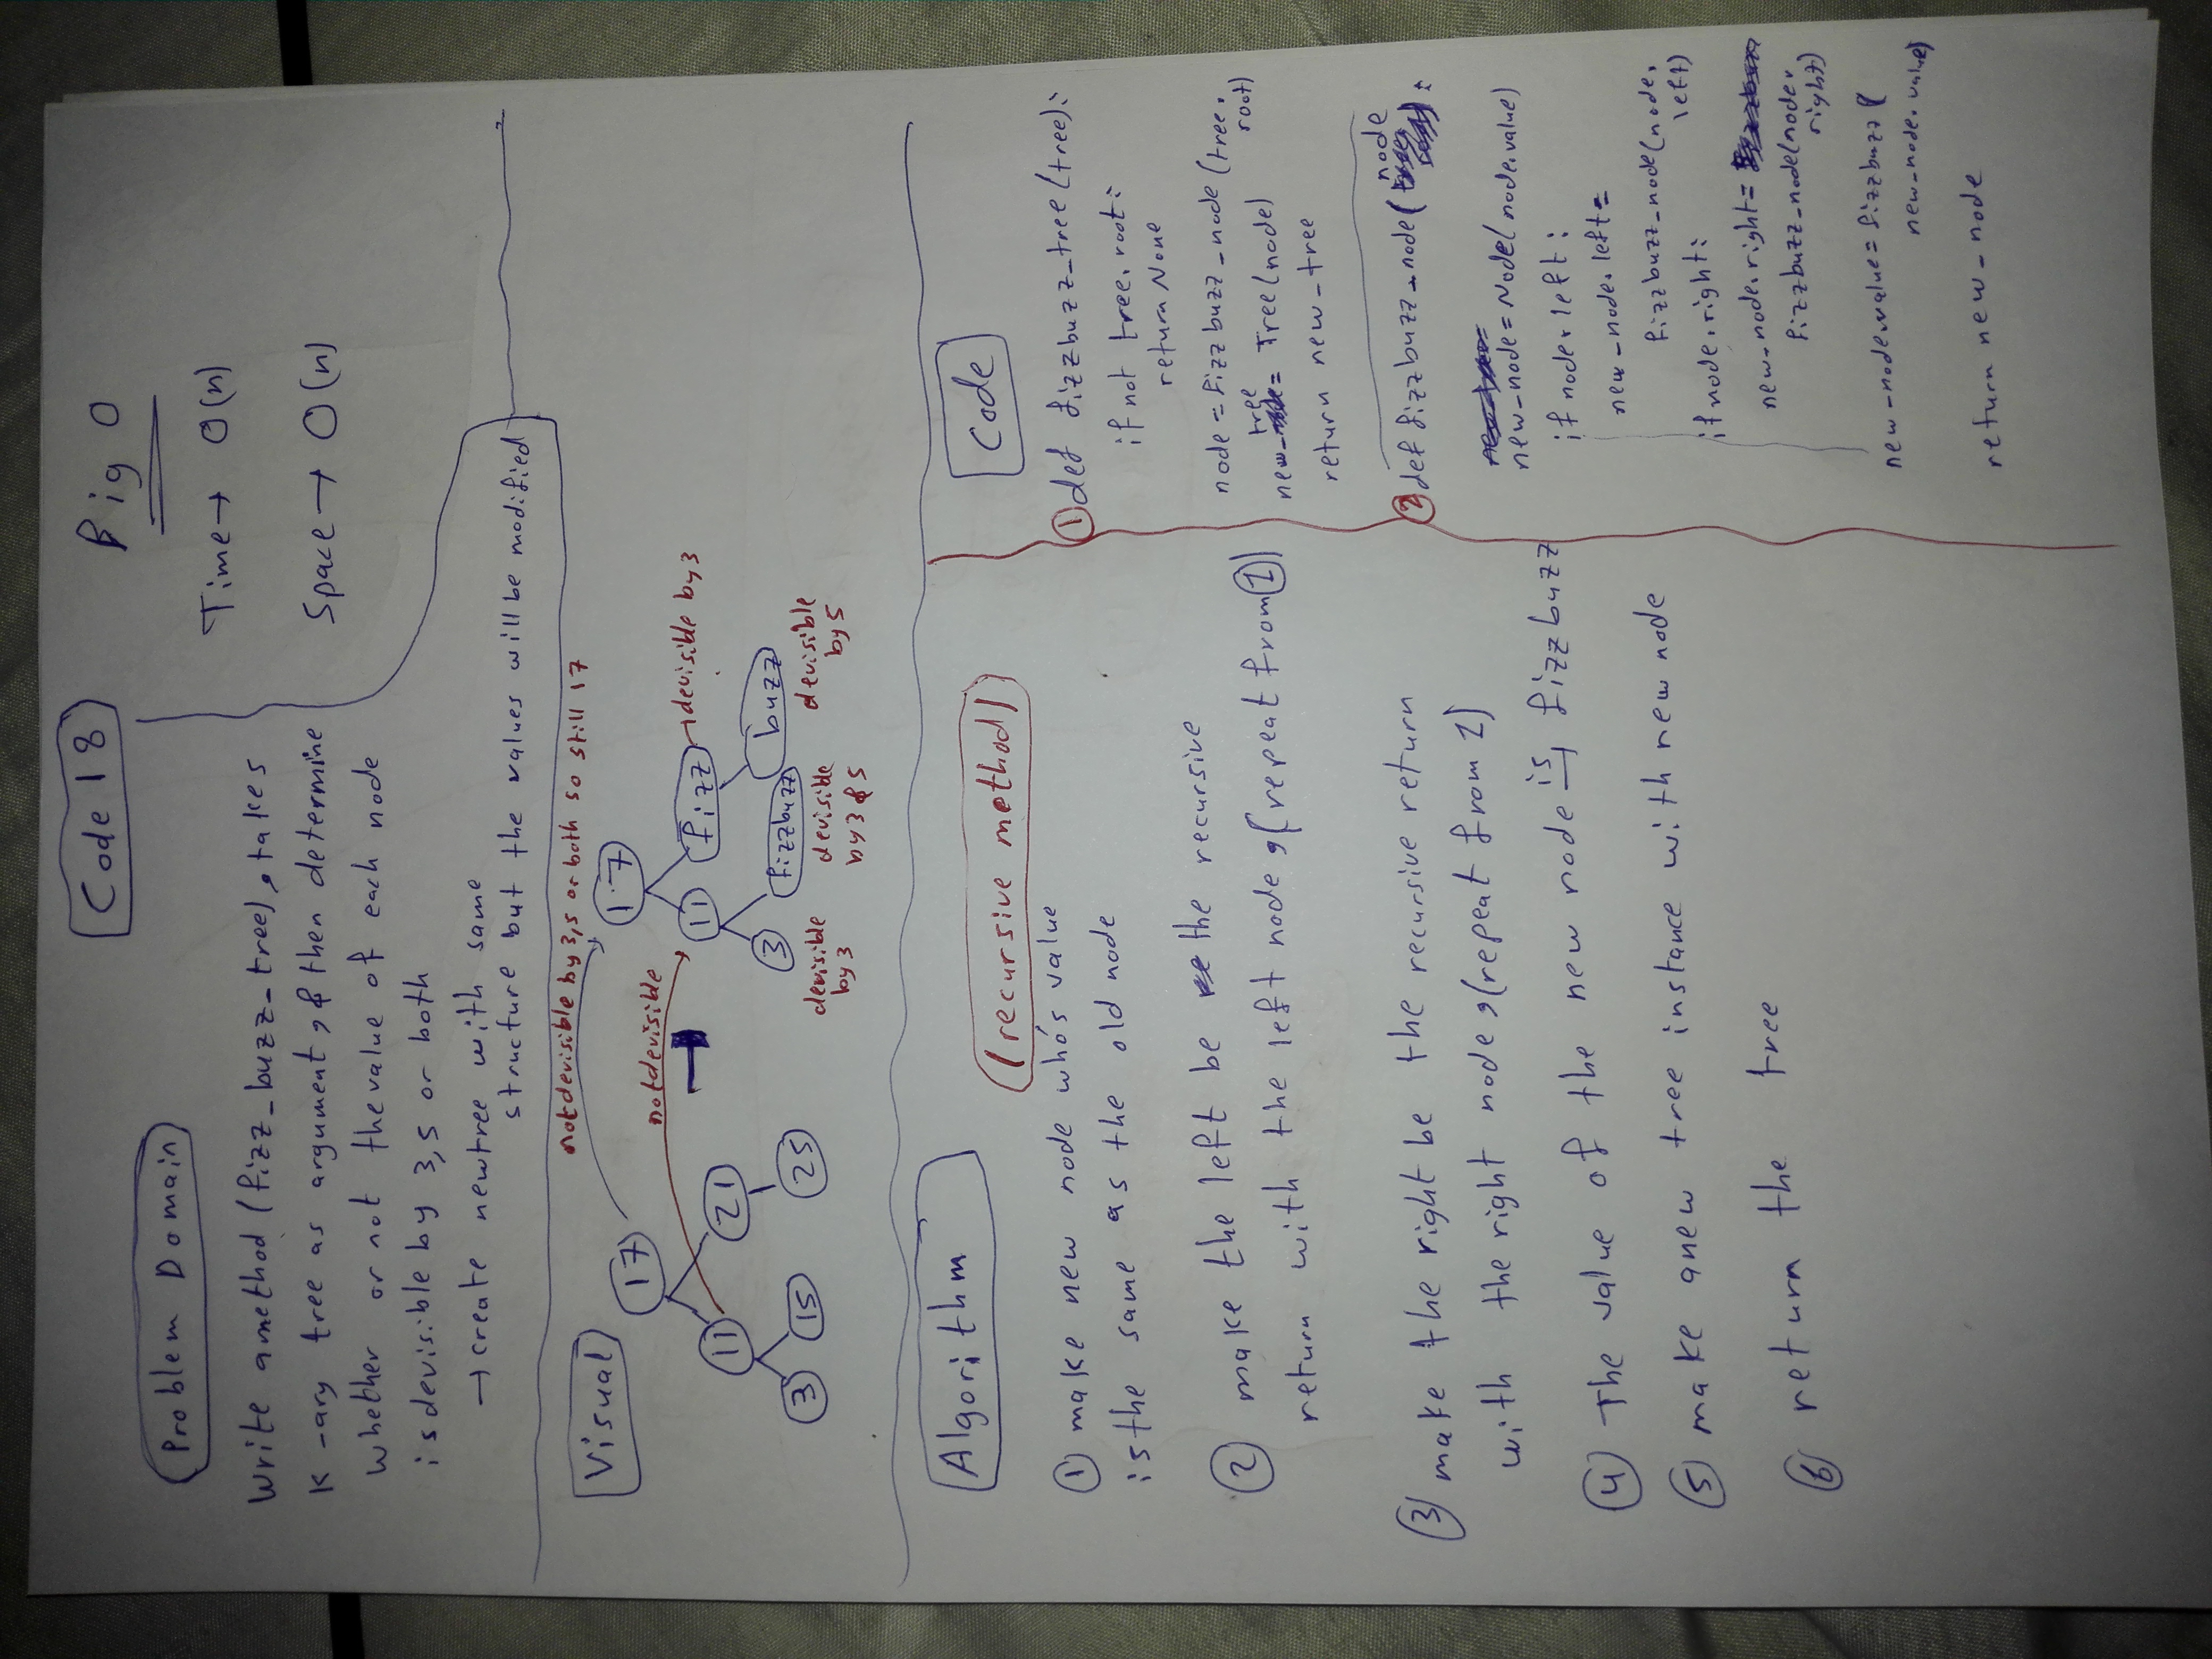 Code 18
Problem Domain
write amethod (fizz_buzz_tree), takes
K-ary tree as argument, & then determine
whether or not the value of each node
is devisible by 3,5 or both
→ create newtree with same
structure but the values will be modified
Big O
Time → O(n)
Space → O(n)
Visual
notdevisible by 3,5 or both so still 17
notdevisible
17
11
21
3
15
25
17
11
fizz
devisible by 3
3
fizzbuzz
buzz
devisible
by 3
devisible
by 3 & 5
devisible
by 5
Algorithm
(recursive method)
① make new node who's value
is the same as the old node
② make the left be the recursive
return with the left node, (repeat from 1)
③ make the right be the recursive return
with the right node, (repeat from 1)
④ The value of the new node is fizzbuzz
⑤ make anew tree instance with new node
⑥ return the tree
Code
① def fizzbuzz_tree(tree):
if not tree.root:
return None
node = fizzbuzz_node(tree.
root)
new_tree = Tree(node)
return new_tree
② def fizzbuzz_node(node):
new_node = Node(node.value)
if node.left:
new_node.left =
fizzbuzz_node(node.
left)
if node.right:
new_node.right =
fizzbuzz_node(node.
right)
new_node.value = fizzbuzz(
new_node.value)
return new_node